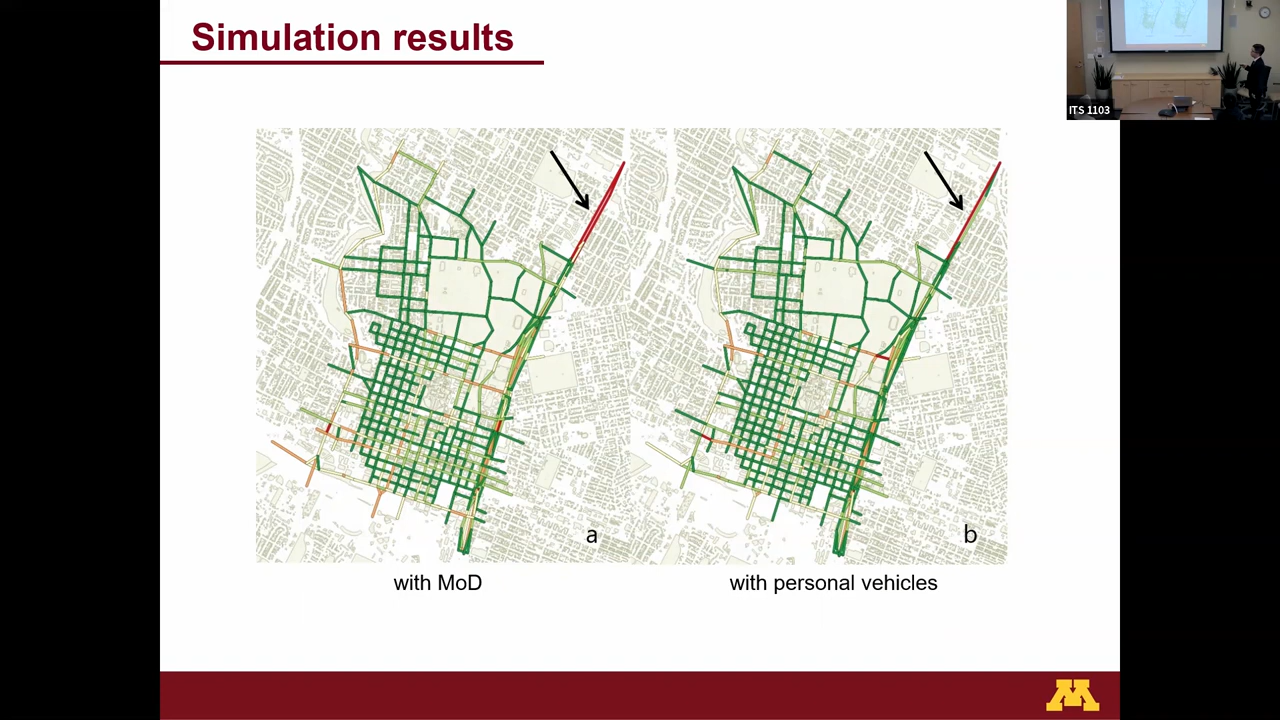 Simulation results
ITS 1103
a
b
with MoD
with personal vehicles
M